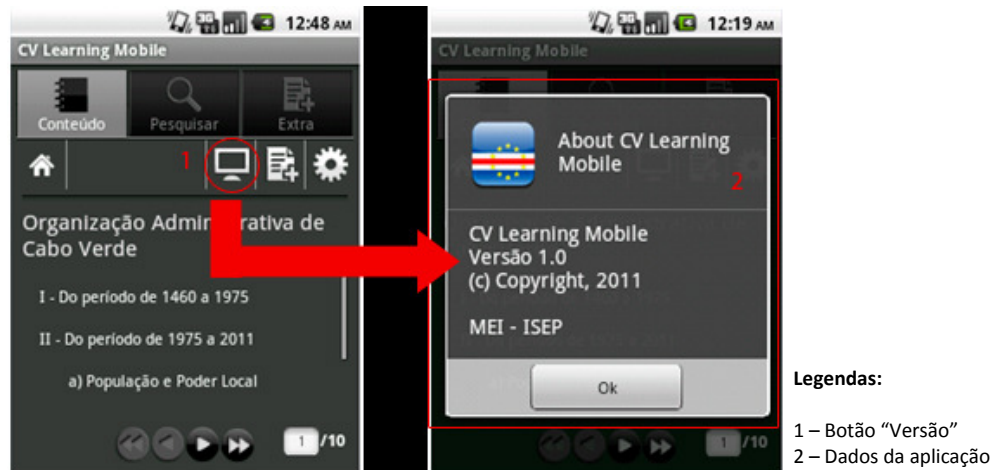 12:48 AM
CV Learning Mobile
Conteúdo
Pesquisar
Extra
1
Organização Admin rativa de
Cabo Verde
I - Do período de 1460 a 1975
II - Do período de 1975 a 2011
a) População e Poder Local
1 /10
12:19 AM
CV Learning Mobile
About CV Learning
Mobile
2
CV Learning Mobile
Versão 1.0
(c) Copyright, 2011
MEI - ISEP
Ok
1 /10
Legendas:
1 – Botão “Versão”
2 – Dados da aplicação